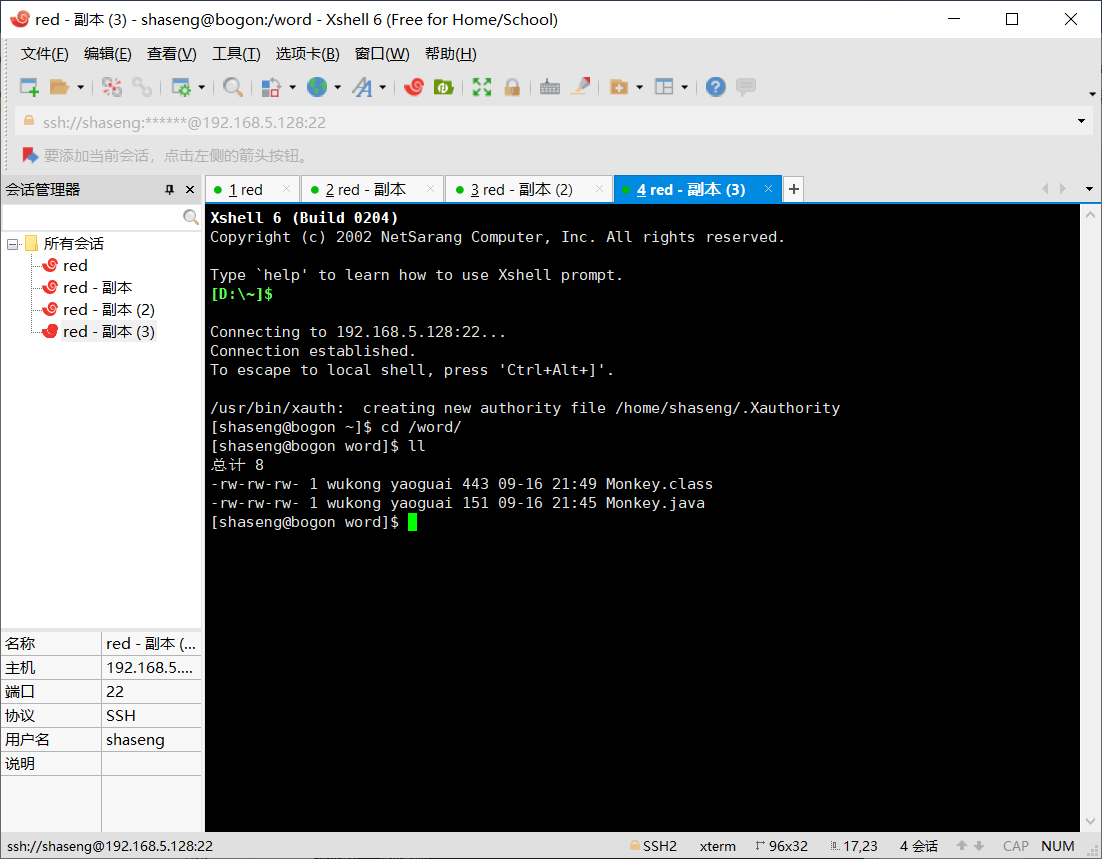 red - 副本 (3) - shaseng@bogon:/word - Xshell 6 (Free for Home/School)
文件(F) 编辑(E) 查看(V) 工具(T) 选项卡(B) 窗口(W) 帮助(H)
ssh://shaseng:******@192.168.5.128:22
要添加当前会话，点击左侧的箭头按钮。
会话管理器
1 red
2 red - 副本
3 red - 副本 (2)
4 red - 副本 (3)
所有会话
red
red - 副本
red - 副本 (2)
red - 副本 (3)
名称 red - 副本 (...
主机 192.168.5....
端口 22
协议 SSH
用户名 shaseng
说明
Xshell 6 (Build 0204)
Copyright (c) 2002 NetSarang Computer, Inc. All rights reserved.
Type `help' to learn how to use Xshell prompt.
[D:\~]$
Connecting to 192.168.5.128:22...
Connection established.
To escape to local shell, press 'Ctrl+Alt+]'.
/usr/bin/xauth:  creating new authority file /home/shaseng/.Xauthority
[shaseng@bogon ~]$ cd /word/
[shaseng@bogon word]$ ll
总计 8
-rw-rw-rw- 1 wukong yaoguai 443 09-16 21:49 Monkey.class
-rw-rw-rw- 1 wukong yaoguai 151 09-16 21:45 Monkey.java
[shaseng@bogon word]$
ssh://shaseng@192.168.5.128:22 SSH2 xterm 96x32 17,23 4 会话 CAP NUM